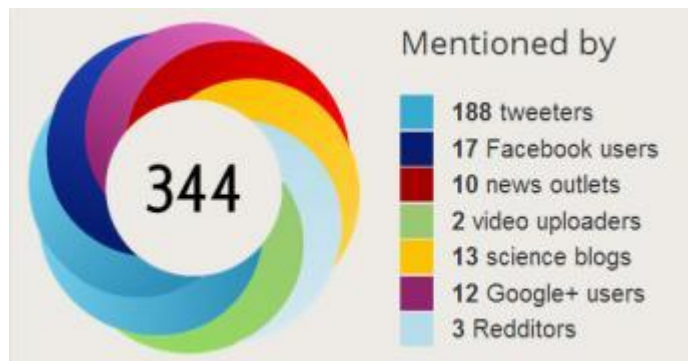 344
Mentioned by
188 tweeters
17 Facebook users
10 news outlets
2 video uploaders
13 science blogs
12 Google+ users
3 Redditors